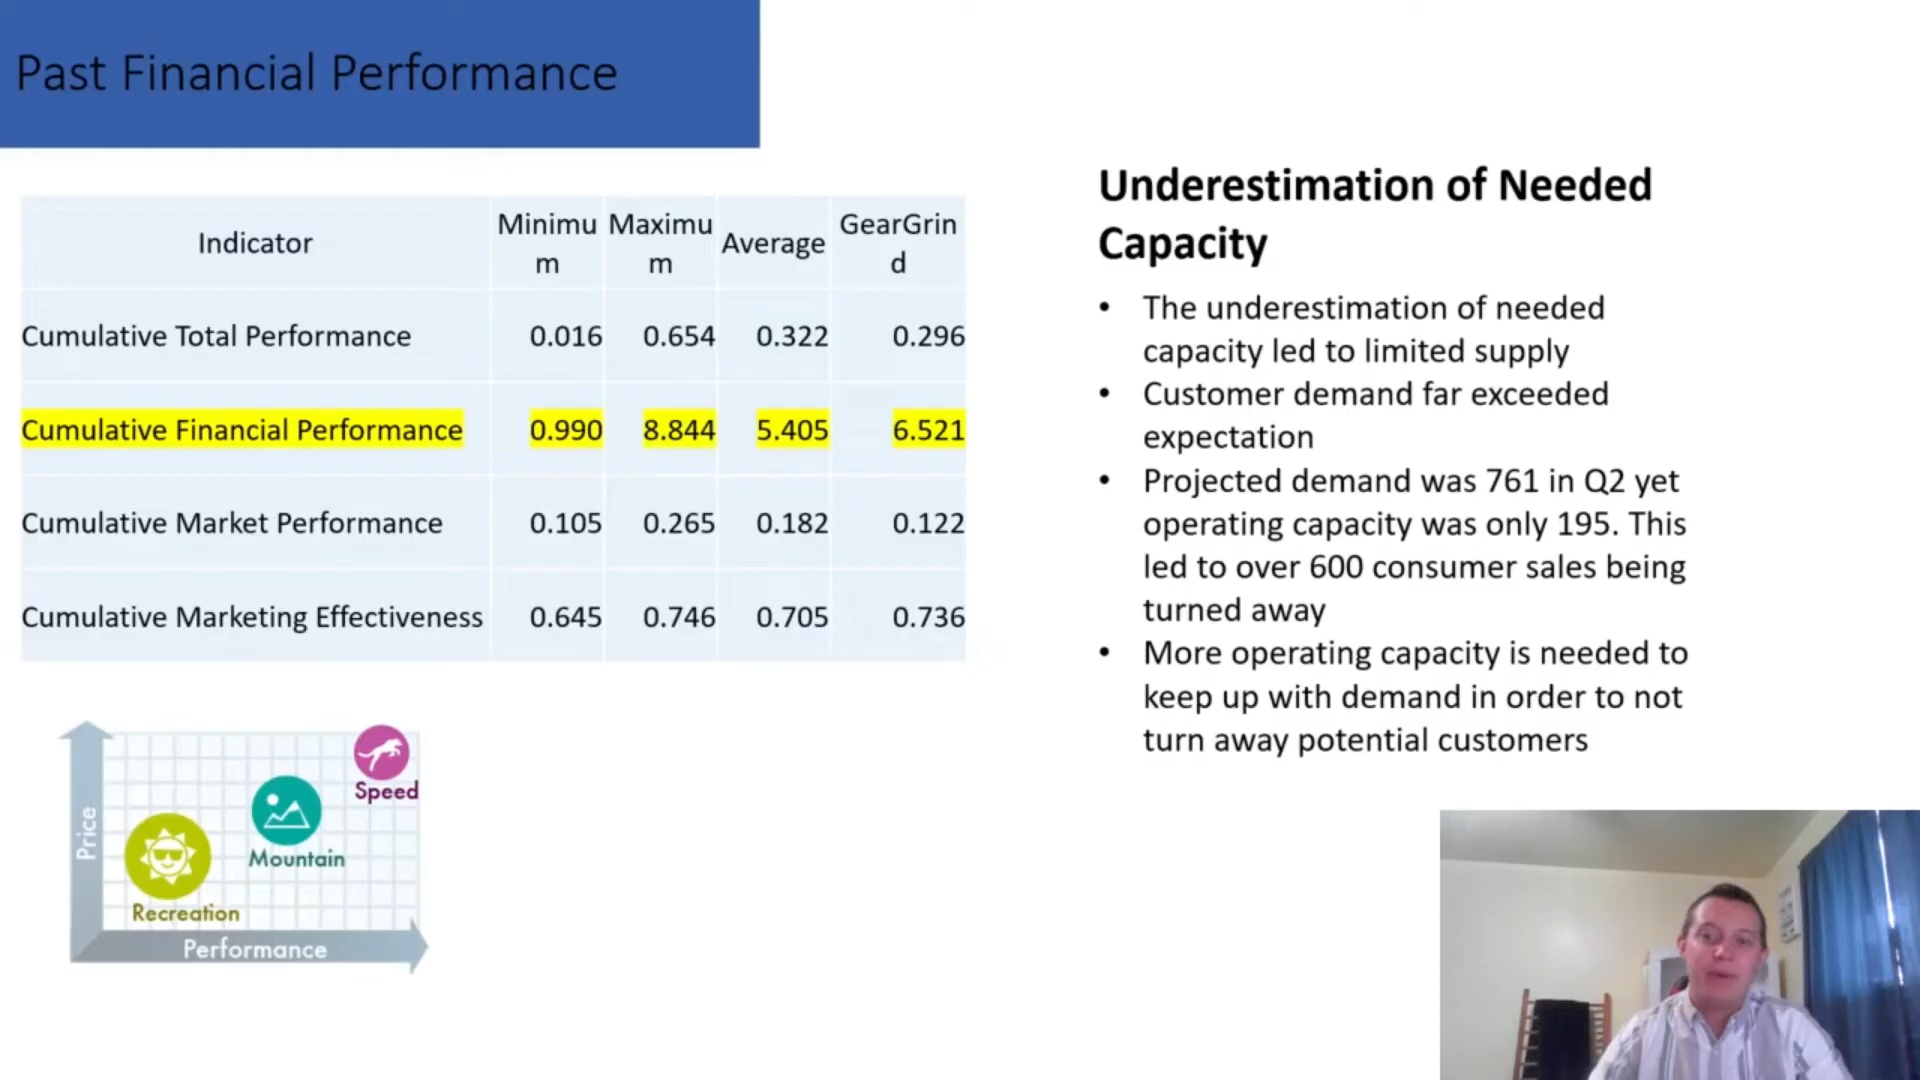 Past Financial Performance
Indicator
Minimu
m
Maximu
m
Average
GearGrin
d
Cumulative Total Performance 0.016 0.654 0.322 0.296
Cumulative Financial Performance 0.990 8.844 5.405 6.521
Cumulative Market Performance 0.105 0.265 0.182 0.122
Cumulative Marketing Effectiveness 0.645 0.746 0.705 0.736
Price
Speed
Mountain
Recreation
Performance
Underestimation of Needed
Capacity
• The underestimation of needed
capacity led to limited supply
• Customer demand far exceeded
expectation
• Projected demand was 761 in Q2 yet
operating capacity was only 195. This
led to over 600 consumer sales being
turned away
• More operating capacity is needed to
keep up with demand in order to not
turn away potential customers